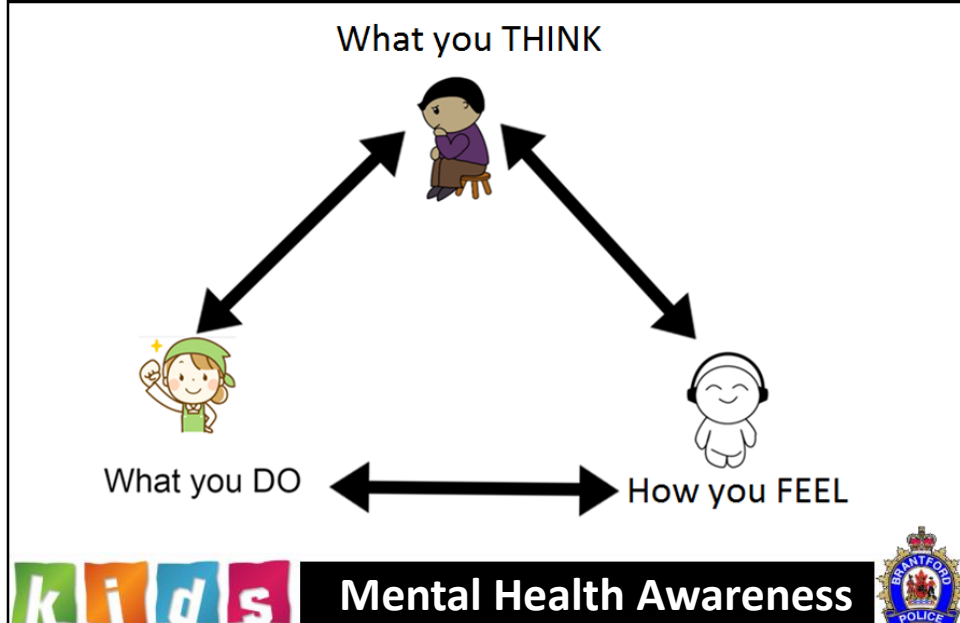 What you THINK
What you DO
How you FEEL
kids
Mental Health Awareness
BRANTFORD
POLICE